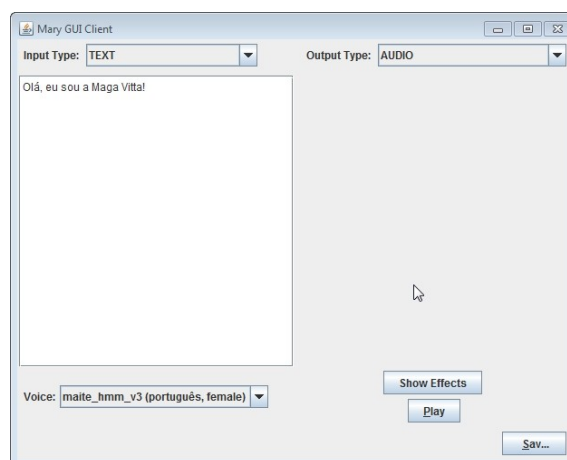 Mary GUI Client
Input Type: TEXT
Output Type: AUDIO
Olá, eu sou a Maga Vitta!
Show Effects
Voice: maite_hmm_v3 (português, female)
Play
Sav...